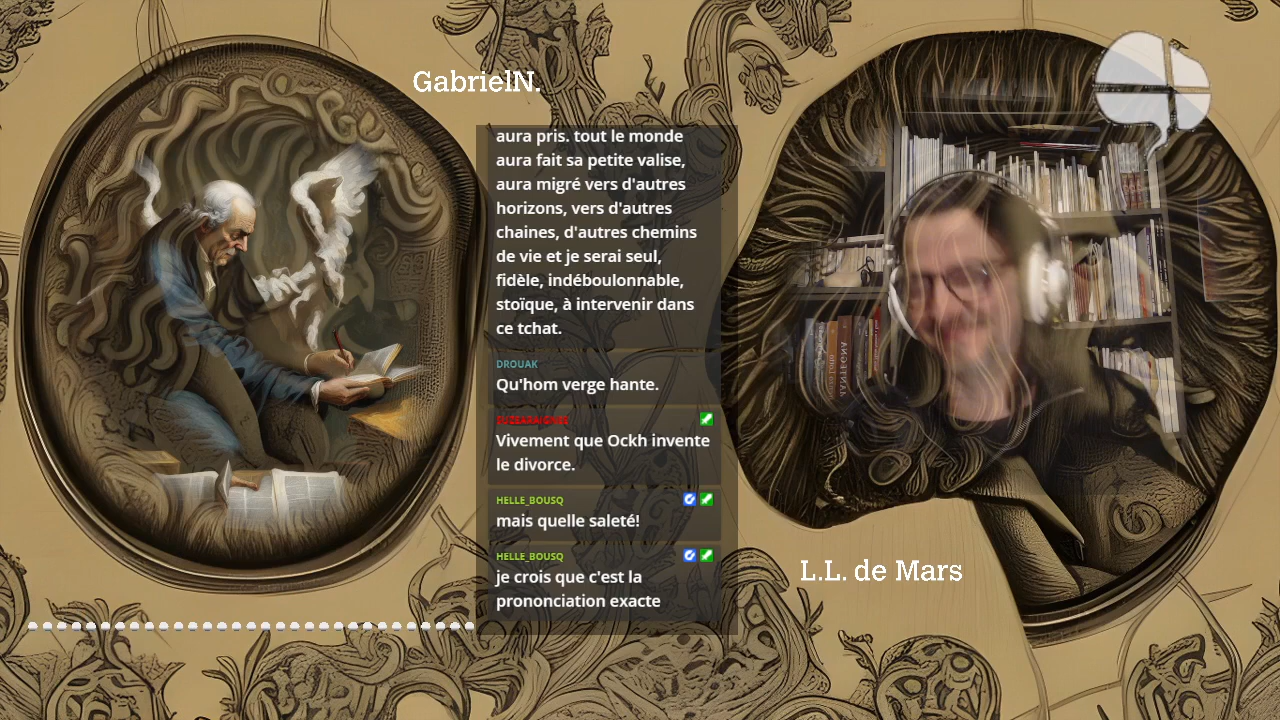 GabrielN.
aura pris. tout le monde
aura fait sa petite valise,
aura migré vers d'autres
horizons, vers d'autres
chaines, d'autres chemins
de vie et je serai seul,
fidèle, indéboulonnable,
stoïque, à intervenir dans
ce tchat.
DROUAK
Qu'hom verge hante.
Vivement que Ockh invente
le divorce.
HELLE_BOUSQ
mais quelle saleté!
HELLE_BOUSQ
je crois que c'est la
prononciation exacte
L.L. de Mars